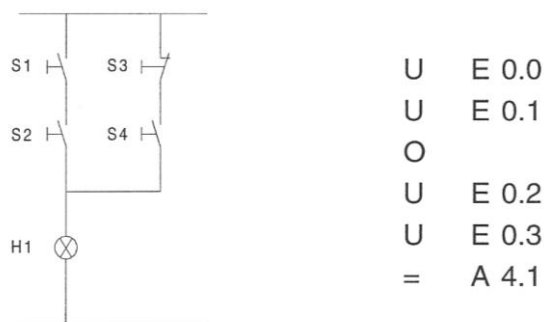 S1 S3
S2 S4
H1
U E 0.0
U E 0.1
O
U E 0.2
U E 0.3
= A 4.1